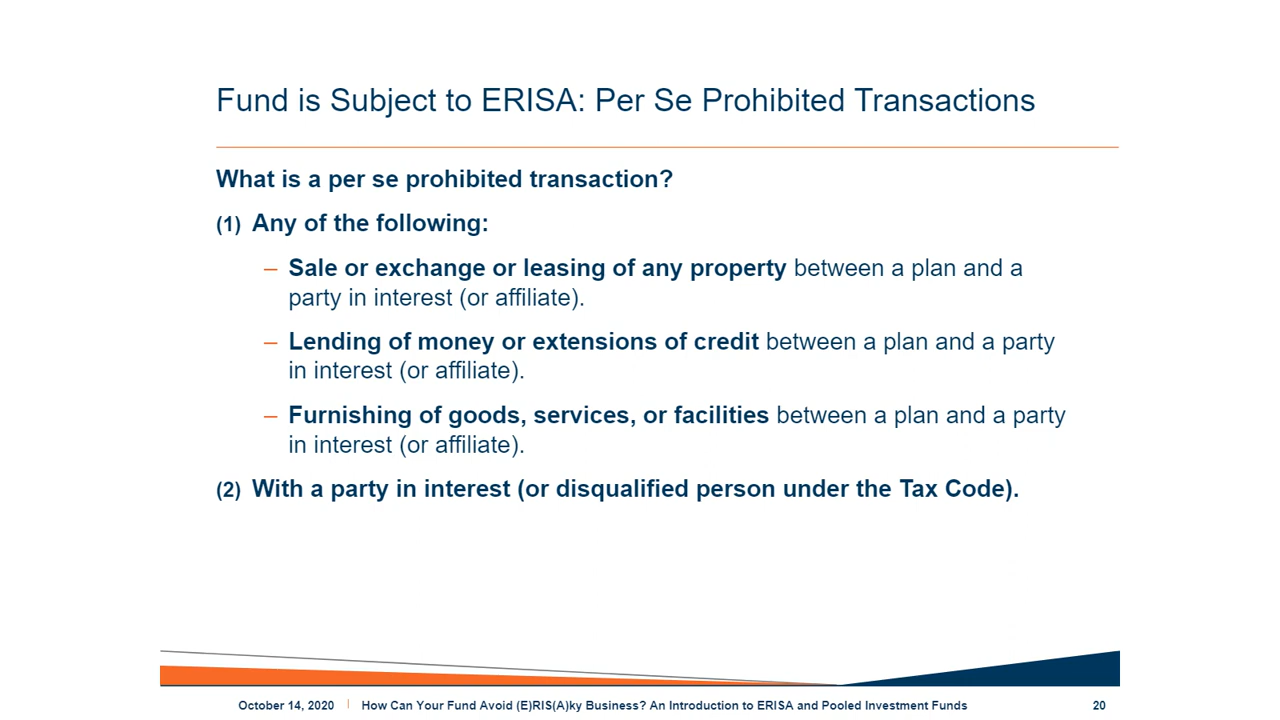 Fund is Subject to ERISA: Per Se Prohibited Transactions
What is a per se prohibited transaction?
(1) Any of the following:
– Sale or exchange or leasing of any property between a plan and a
party in interest (or affiliate).
– Lending of money or extensions of credit between a plan and a party
in interest (or affiliate).
– Furnishing of goods, services, or facilities between a plan and a party
in interest (or affiliate).
(2) With a party in interest (or disqualified person under the Tax Code).
October 14, 2020 | How Can Your Fund Avoid (E)RIS(A)ky Business? An Introduction to ERISA and Pooled Investment Funds 20